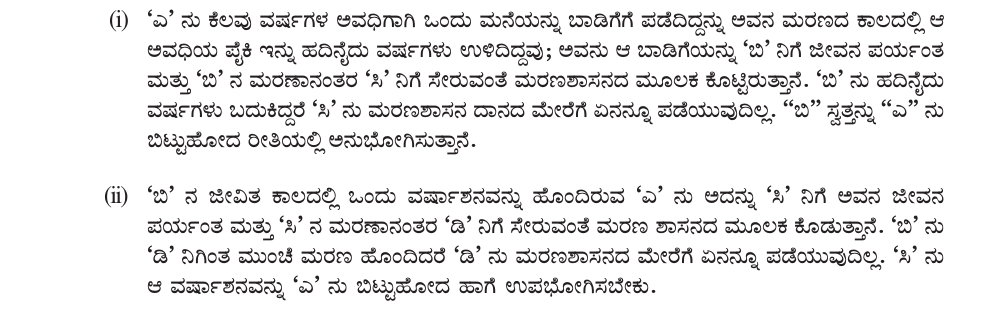 (i) ‘ಎ’ ನು ಕೆಲವು ವರ್ಷಗಳ ಅವಧಿಗಾಗಿ ಒಂದು ಮನೆಯನ್ನು ಬಾಡಿಗೆಗೆ ಪಡೆದಿದ್ದನ್ನು ಅವನ ಮರಣದ ಕಾಲದಲ್ಲಿ ಆ
ಅವಧಿಯ ಪೈಕಿ ಇನ್ನು ಹದಿನೈದು ವರ್ಷಗಳು ಉಳಿದಿದ್ದವು; ಅವನು ಆ ಬಾಡಿಗೆಯನ್ನು ‘ಬಿ’ ನಿಗೆ ಜೀವನ ಪರ್ಯಂತ
ಮತ್ತು ‘ಬಿ’ ನ ಮರಣಾನಂತರ ‘ಸಿ’ ನಿಗೆ ಸೇರುವಂತೆ ಮರಣಶಾಸನದ ಮೂಲಕ ಕೊಟ್ಟಿರುತ್ತಾನೆ. ‘ಬಿ’ ನು ಹದಿನೈದು
ವರ್ಷಗಳು ಬದುಕಿದ್ದರೆ ‘ಸಿ’ ನು ಮರಣಶಾಸನ ದಾನದ ಮೇರೆಗೆ ಏನನ್ನೂ ಪಡೆಯುವುದಿಲ್ಲ. “ಬಿ” ಸ್ವತ್ತನ್ನು “ಎ” ನು
ಬಿಟ್ಟುಹೋದ ರೀತಿಯಲ್ಲಿ ಅನುಭೋಗಿಸುತ್ತಾನೆ.
(ii) ‘ಬಿ’ ನ ಜೀವಿತ ಕಾಲದಲ್ಲಿ ಒಂದು ವರ್ಷಾಶನವನ್ನು ಹೊಂದಿರುವ ‘ಎ’ ನು ಅದನ್ನು ‘ಸಿ’ ನಿಗೆ ಅವನ ಜೀವನ
ಪರ್ಯಂತ ಮತ್ತು ‘ಸಿ’ ನ ಮರಣಾನಂತರ ‘ಡಿ’ ನಿಗೆ ಸೇರುವಂತೆ ಮರಣ ಶಾಸನದ ಮೂಲಕ ಕೊಡುತ್ತಾನೆ. ‘ಬಿ’ ನು
‘ಡಿ’ ನಿಗಿಂತ ಮುಂಚೆ ಮರಣ ಹೊಂದಿದರೆ ‘ಡಿ’ ನು ಮರಣಶಾಸನದ ಮೇರೆಗೆ ಏನನ್ನೂ ಪಡೆಯುವುದಿಲ್ಲ. ‘ಸಿ’ ನು
ಆ ವರ್ಷಾಶನವನ್ನು ‘ಎ’ ನು ಬಿಟ್ಟುಹೋದ ಹಾಗೆ ಉಪಭೋಗಿಸಬೇಕು.